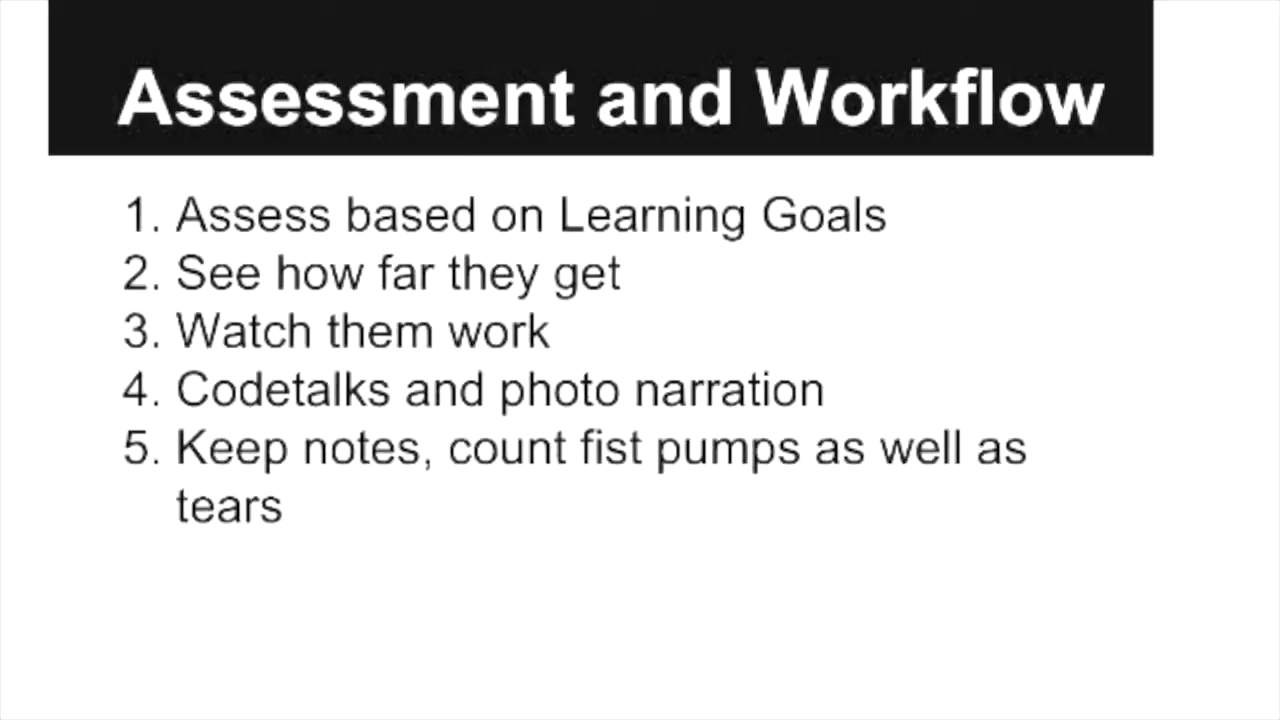 Assessment and Workflow
1. Assess based on Learning Goals
2. See how far they get
3. Watch them work
4. Codetalks and photo narration
5. Keep notes, count fist pumps as well as
tears